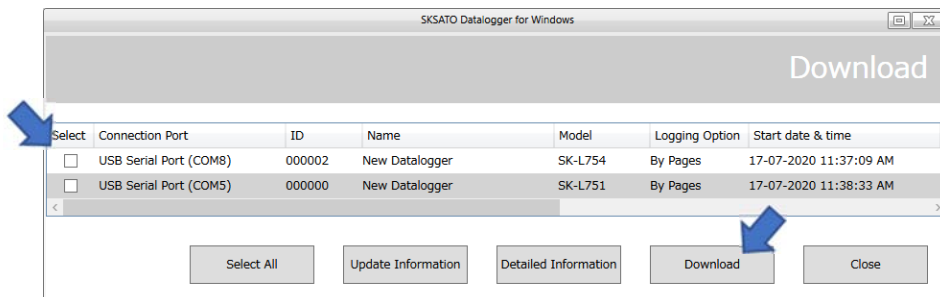 SKSATO Datalogger for Windows
Download
Select Connection Port ID Name Model Logging Option Start date & time
USB Serial Port (COM8) 000002 New Datalogger SK-L754 By Pages 17-07-2020 11:37:09 AM
USB Serial Port (COM5) 000000 New Datalogger SK-L751 By Pages 17-07-2020 11:38:33 AM
Select All Update Information Detailed Information Download Close